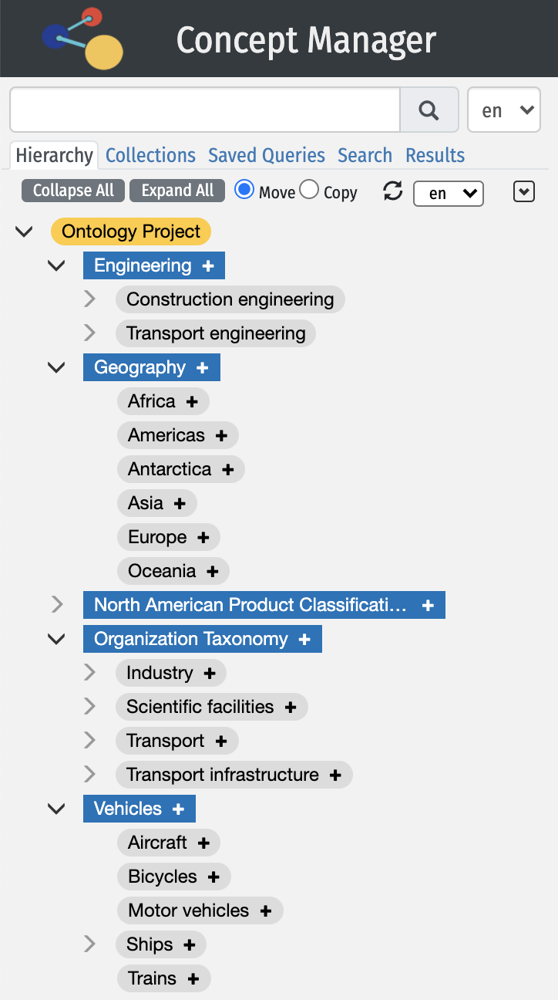 Concept Manager
en
Hierarchy Collections Saved Queries Search Results
Collapse All Expand All Move Copy en
Ontology Project
Engineering +
Construction engineering
Transport engineering
Geography +
Africa +
Americas +
Antarctica +
Asia +
Europe +
Oceania +
North American Product Classificati... +
Organization Taxonomy +
Industry +
Scientific facilities +
Transport +
Transport infrastructure +
Vehicles +
Aircraft +
Bicycles +
Motor vehicles +
Ships +
Trains +